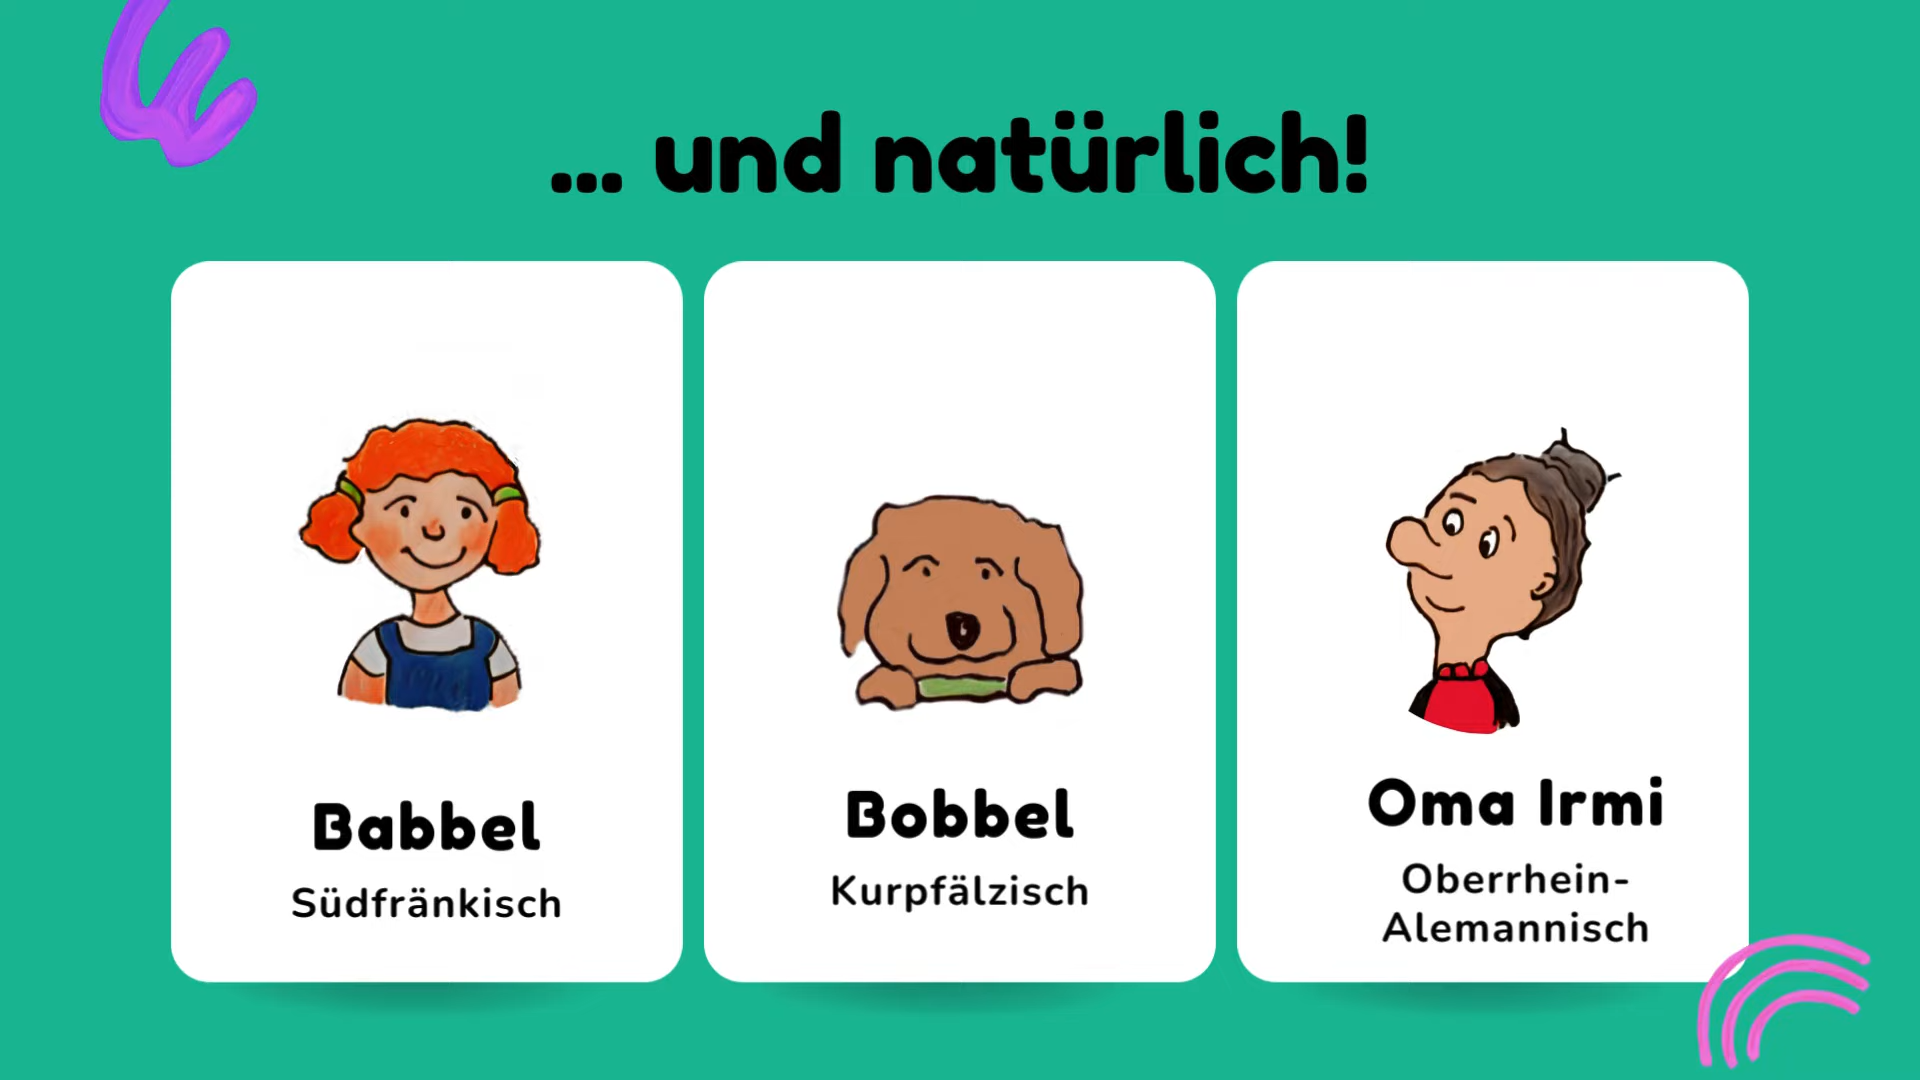 ... und natürlich!
Babbel
Südfränkisch
Bobbel
Kurpfälzisch
Oma Irmi
Oberrhein-
Alemannisch